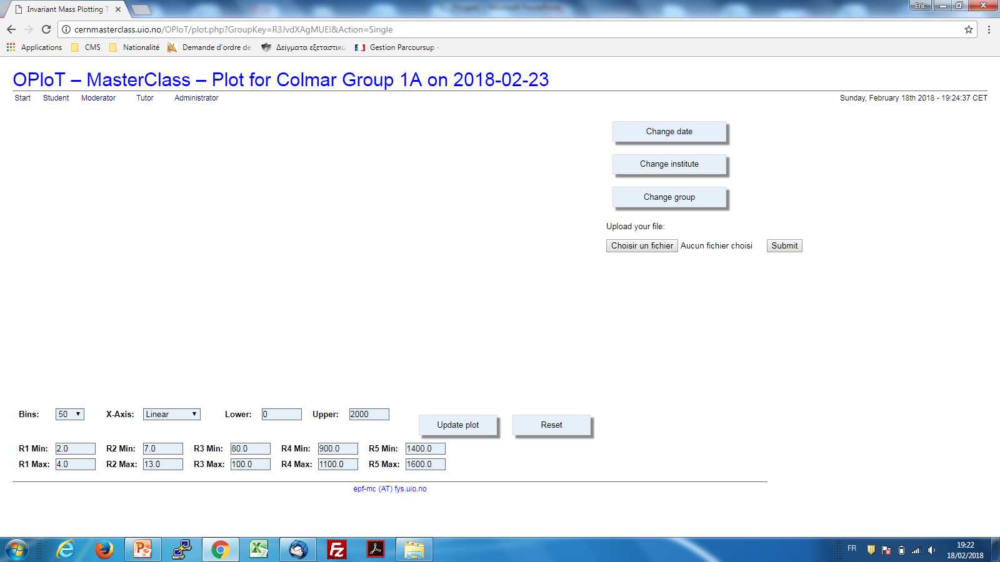 Invariant Mass Plotting T
Eric
cernmasterclass.uio.no/OPloT/plot.php?GroupKey=R3JvdXAgMUE!&Action=Single
Applications CMS Nationalité Demande d'ordre de Δείγματα εξεταστικώ Gestion Parcoursup -
OPloT – MasterClass – Plot for Colmar Group 1A on 2018-02-23
Start Student Moderator Tutor Administrator Sunday, February 18th 2018 - 19:24:37 CET
Change date
Change institute
Change group
Upload your file:
Choisir un fichier Aucun fichier choisi Submit
Bins: 50 X-Axis: Linear Lower: 0 Upper: 2000
Update plot Reset
R1 Min: 2.0 R2 Min: 7.0 R3 Min: 80.0 R4 Min: 900.0 R5 Min: 1400.0
R1 Max: 4.0 R2 Max: 13.0 R3 Max: 100.0 R4 Max: 1100.0 R5 Max: 1600.0
epf-mc (AT) fys.uio.no
FR 19:22
18/02/2018